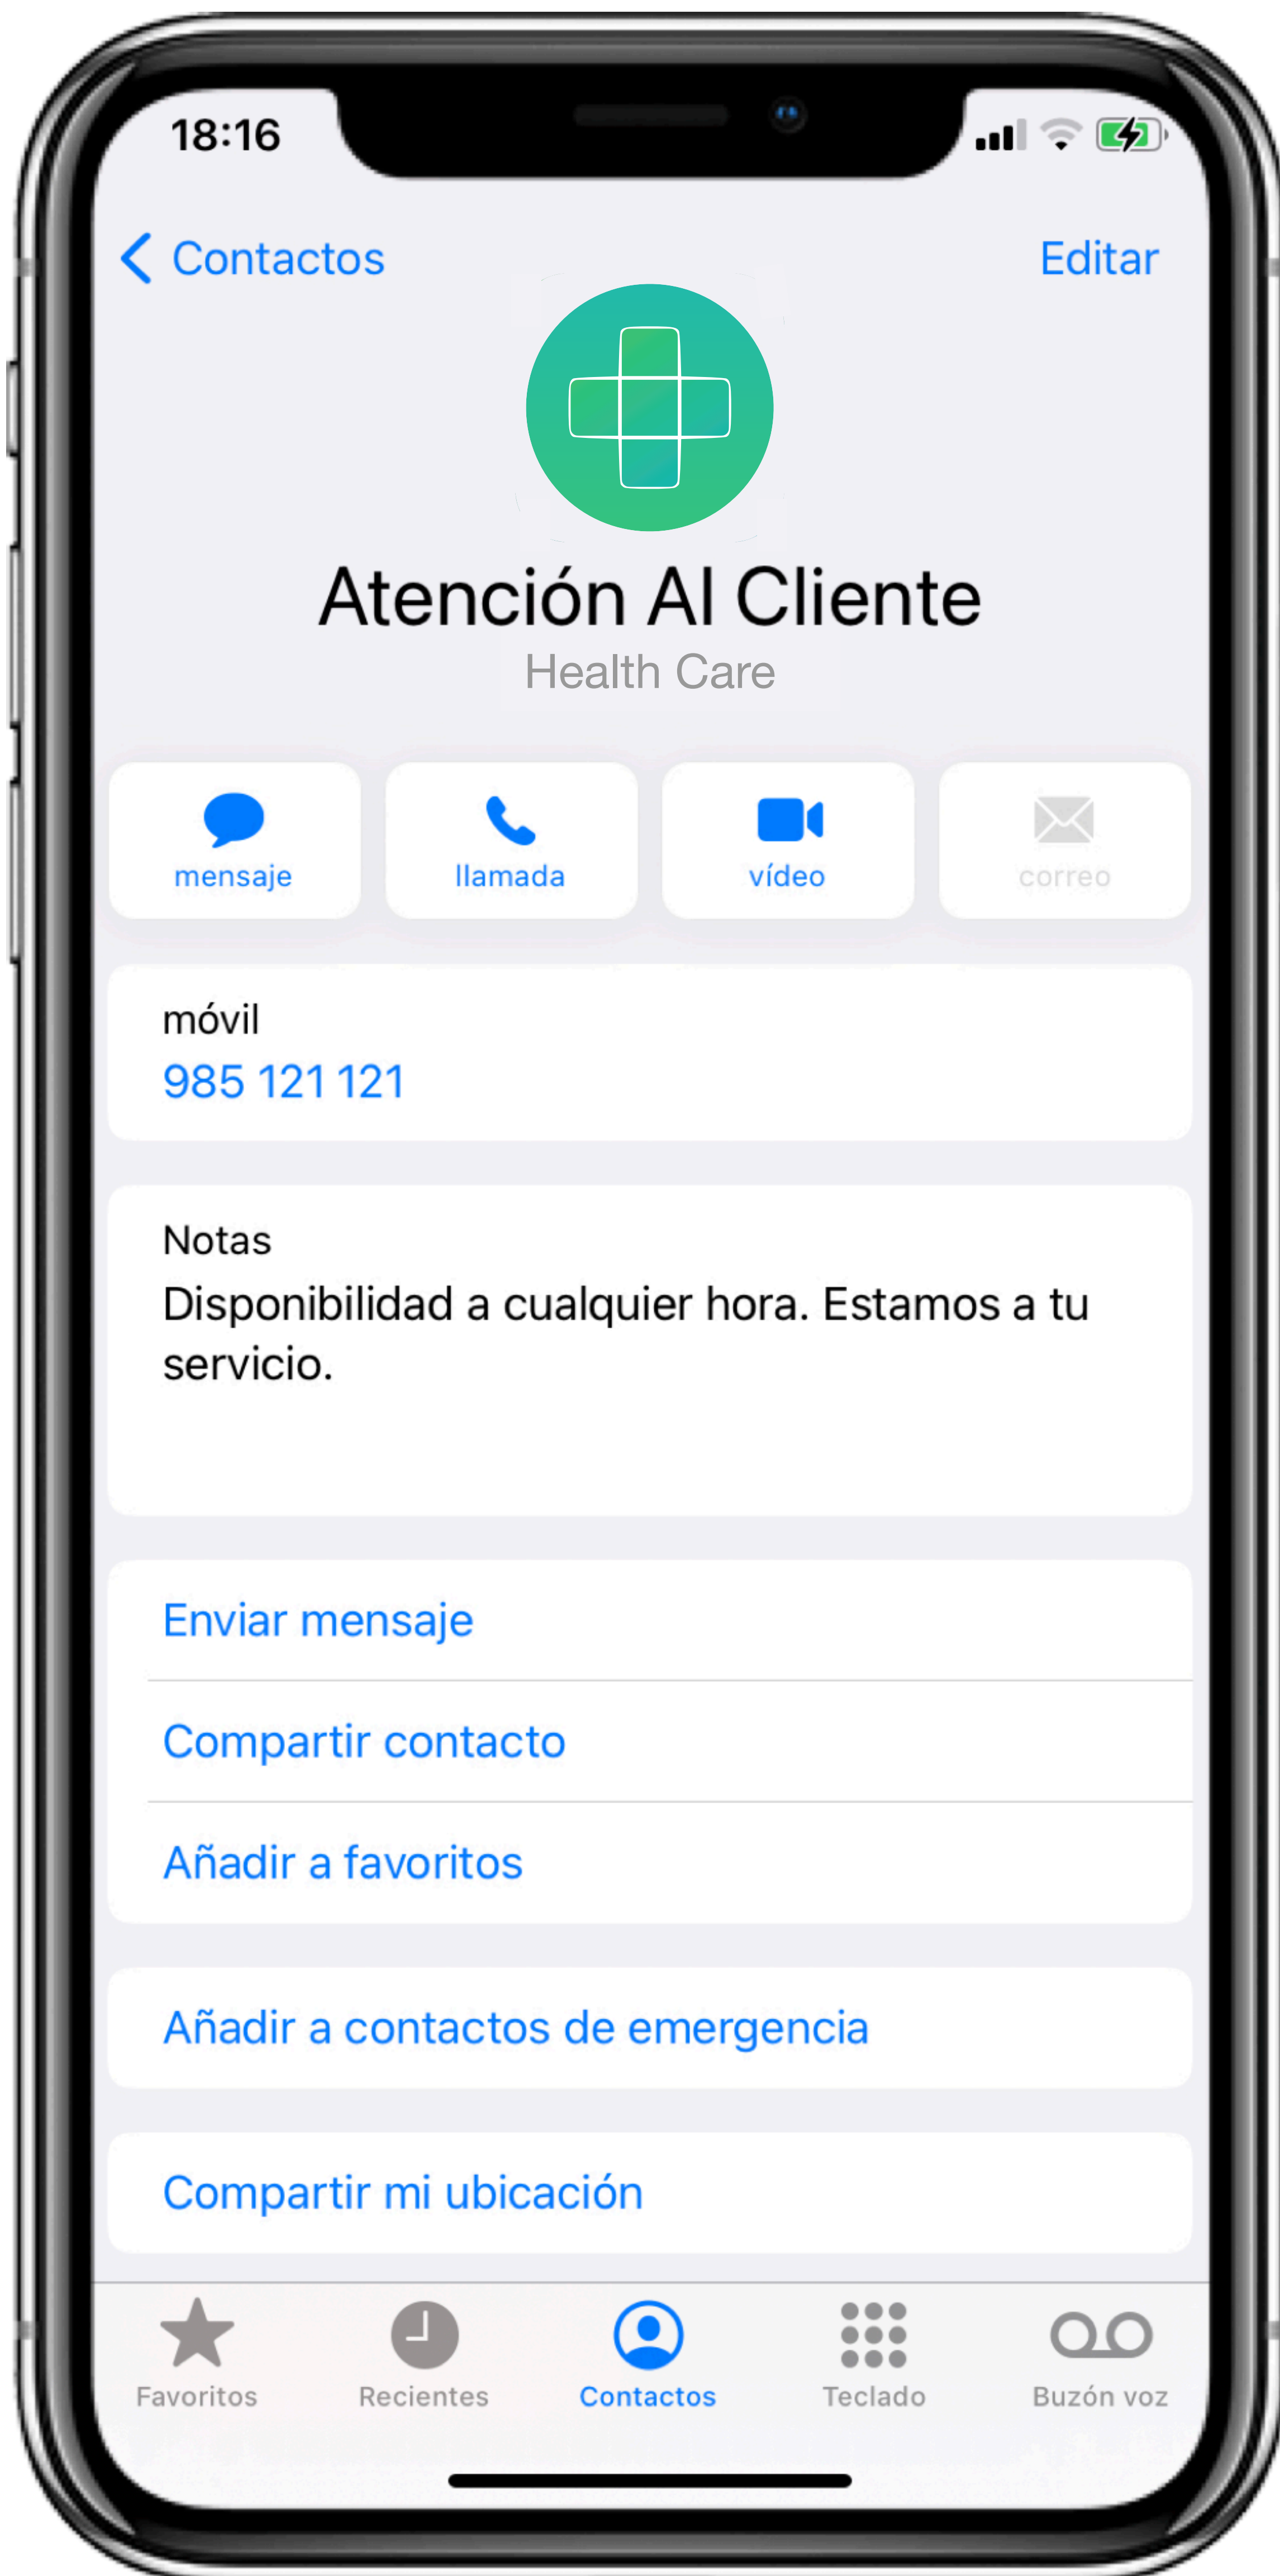 18:16
Contactos
Editar
Atención Al Cliente
Health Care
mensaje
llamada
vídeo
correo
móvil
985 121 121
Notas
Disponibilidad a cualquier hora. Estamos a tu
servicio.
Enviar mensaje
Compartir contacto
Añadir a favoritos
Añadir a contactos de emergencia
Compartir mi ubicación
Favoritos
Recientes
Contactos
Teclado
Buzón voz